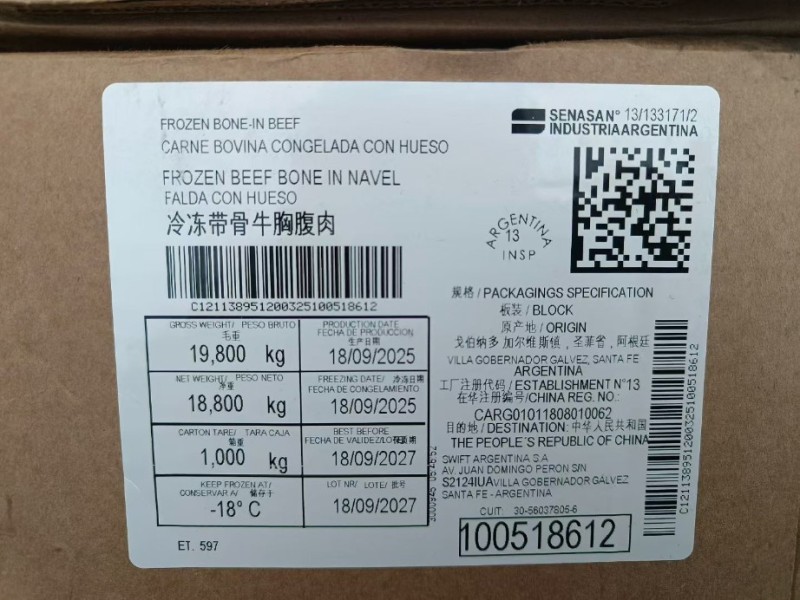 FROZEN BONE-IN BEEF
CARNE BOVINA CONGELADA CON HUESO
FROZEN BEEF BONE IN NAVEL
FALDA CON HUESO
冷冻带骨牛胸腹肉
C121138951200325100518612
SENASAN° 13/133171/2
INDUSTRIAARGENTINA
ARGENTINA
13
INSP
GROSS WEIGHT/ PESO BRUTO
毛重
19,800 kg
PRODUCTION DATE
FECHA DE PRODUCCION
生产日期
18/09/2025
NET WEIGHT/ PESO NETO
净重
18,800 kg
FREEZING DATE/ 冷冻日期
FECHA DE CONGELAMIENTO
18/09/2025
CARTON TARE/ TARA CAJA
箱重
1,000 kg
BEST BEFORE
FECHA DE VALIDEZ/
18/09/2027
KEEP FROZEN AT/
CONSERVAR A/ 储存于
-18° C
LOT NR/ LOTE/ 批号
18/09/2027
ET. 597
规格 / PACKAGINGS SPECIFICATION
板装 / BLOCK
原产地 / ORIGIN
戈伯纳多 加尔维斯镇, 圣菲省, 阿根廷
VILLA GOBERNADOR GALVEZ, SANTA FE
ARGENTINA
工厂注册代码 / ESTABLISHMENT N°13
在华注册编号/CHINA REG. NO.:
CARG01011808010062
目的地 / DESTINATION: 中华人民共和国
THE PEOPLE´S REPUBLIC OF CHINA
SWIFT ARGENTINA S.A
AV. JUAN DOMINGO PERON S/N
S2124IUAVILLA GOBERNADOR GALVEZ
SANTA FE - ARGENTINA
CUIT: 30-56037805-6
100518612
C121138951200325100518612